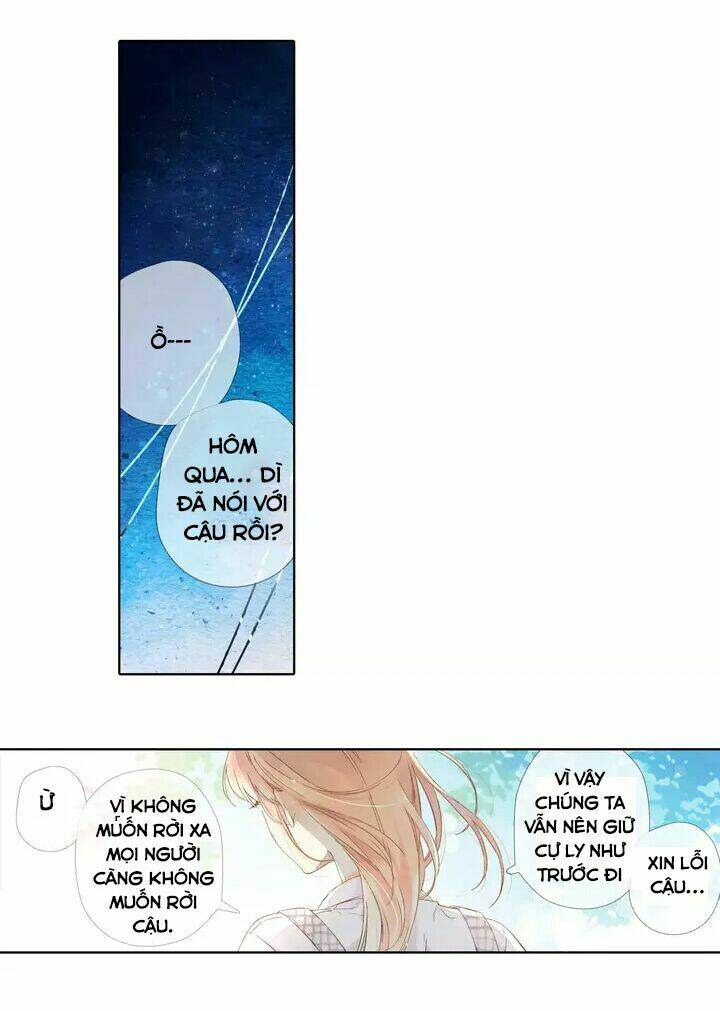 Ồ---
HÔM
QUA... DÌ
ĐÃ NÓI VỚI
CẬU RỒI?
Ừ
VÌ KHÔNG
MUỐN RỜI XA
MỌI NGƯỜI
CÀNG KHÔNG
MUỐN RỜI
CẬU.
VÌ VẬY
CHÚNG TA
VẪN NÊN GIỮ
CỰ LY NHƯ
TRƯỚC ĐI
XIN LỖI
CẬU...